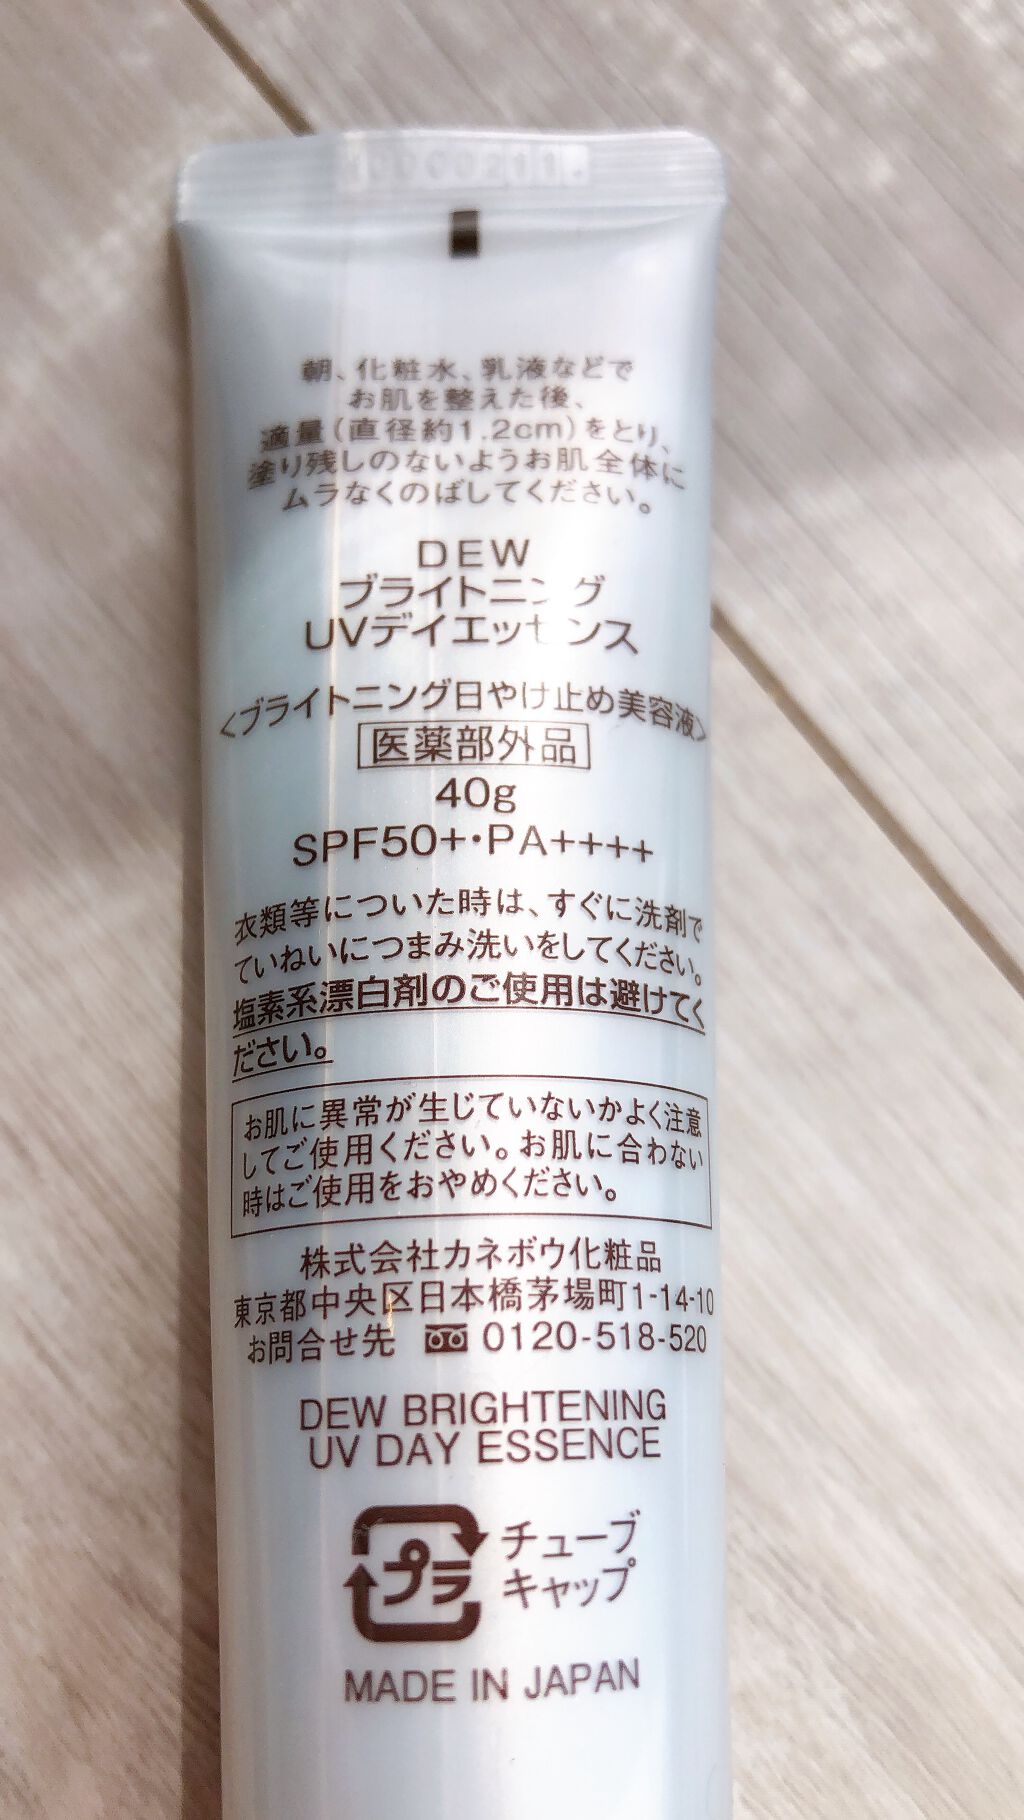 朝、化粧水、乳液などで
お肌を整えた後、
適量(直径約1.2cm)をとり、
塗り残しのないようお肌全体に
ムラなくのばしてください。
DEW
ブライトニング
UVデイエッセンス
<ブライトニング日やけ止め美容液>
医薬部外品
40g
SPF50+・PA++++
衣類等についた時は、すぐに洗剤で
ていねいにつまみ洗いをしてください。
塩素系漂白剤のご使用は避けてく
ださい。
お肌に異常が生じていないかよく注意
してご使用ください。お肌に合わない
時はご使用をおやめください。
株式会社カネボウ化粧品
東京都中央区日本橋茅場町1-14-10
お問合せ先 0120-518-520
DEW BRIGHTENING
UV DAY ESSENCE
プラ チューブ
キャップ
MADE IN JAPAN